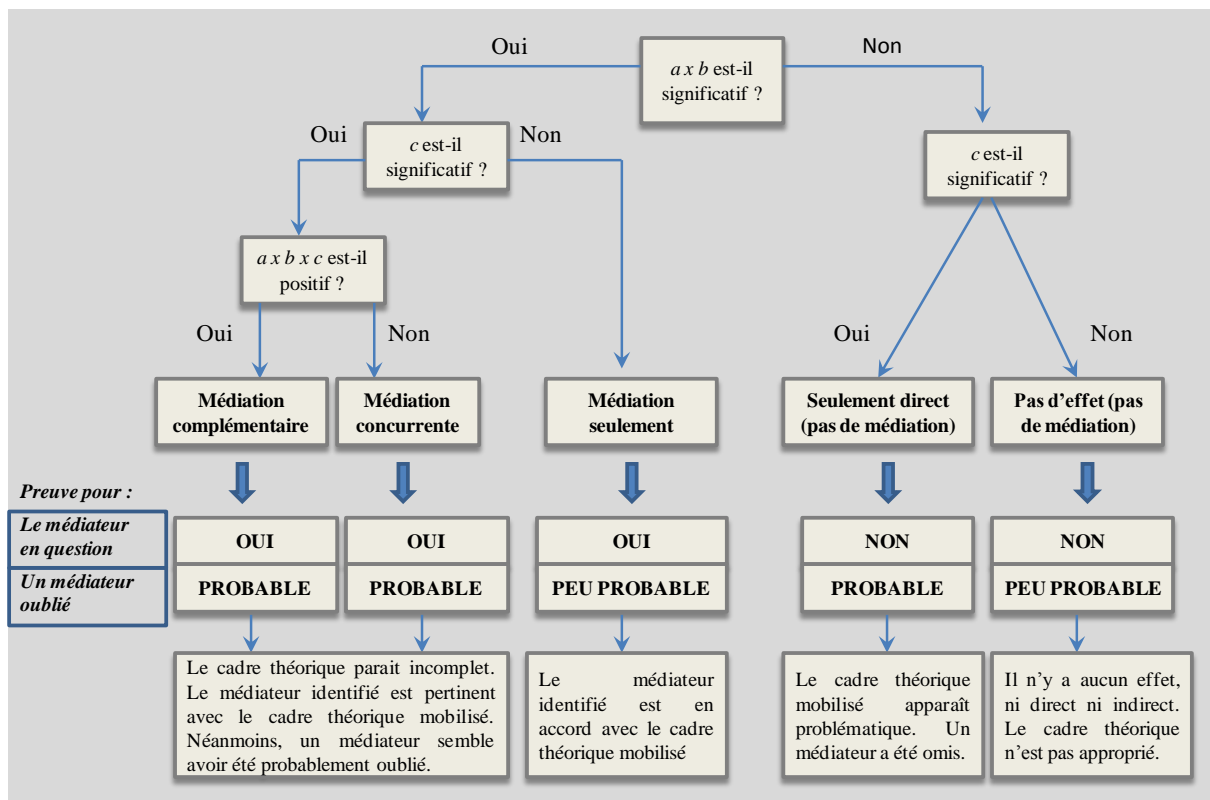 Oui
a x b est-il
significatif ?
Non
Oui
c est-il
significatif ?
Non
c est-il
significatif ?
a x b x c est-il
positif ?
Oui
Non
Oui
Non
Médiation
complémentaire
Médiation
concurrente
Médiation
seulement
Seulement direct
(pas de médiation)
Pas d'effet (pas
de médiation)
Preuve pour :
Le médiateur
en question
OUI
OUI
OUI
NON
NON
Un médiateur
oublié
PROBABLE
PROBABLE
PEU PROBABLE
PROBABLE
PEU PROBABLE
Le cadre théorique parait incomplet.
Le médiateur identifié est pertinent
avec le cadre théorique mobilisé.
Néanmoins, un médiateur semble
avoir été probablement oublié.
Le médiateur
identifié est en
accord avec le cadre
théorique mobilisé
Le cadre théorique
mobilisé apparaît
problématique. Un
médiateur a été omis.
Il n'y a aucun effet,
ni direct ni indirect.
Le cadre théorique
n'est pas approprié.